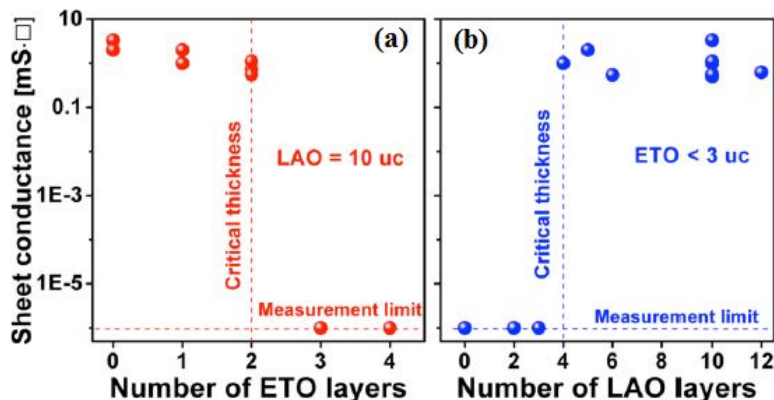 Sheet conductance [mS·□]
10
0.1
1E-3
1E-5
(a)
LAO = 10 uc
Critical thickness
Measurement limit
0 1 2 3 4
Number of ETO layers
(b)
ETO < 3 uc
Critical thickness
Measurement limit
0 2 4 6 8 10 12
Number of LAO layers